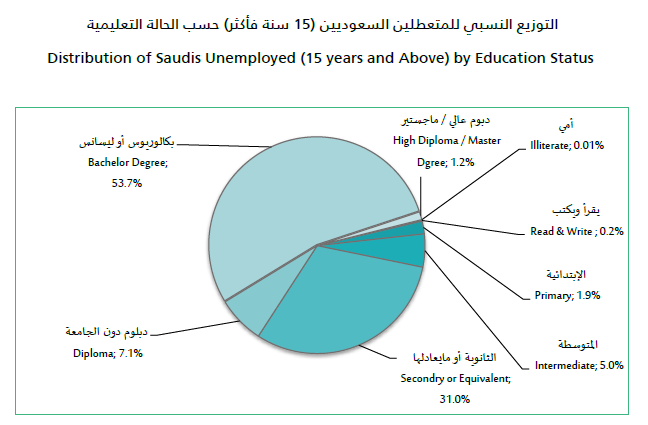 التوزيع النسبي للمتعطلين السعوديين (15 سنة فأكثر) حسب الحالة التعليمية
Distribution of Saudis Unemployed (15 years and Above) by Education Status
بكالوريوس أو ليسانس
Bachelor Degree;
53.7%
دبوم عالي / ماجستير
High Diploma / Master
Dgree; 1.2%
أمي
Illiterate; 0.01%
يقرأ ويكتب
Read & Write ; 0.2%
الإبتدائية
Primary; 1.9%
المتوسطة
Intermediate; 5.0%
الثانوية أو مايعادلها
Secondry or Equivalent;
31.0%
دبلوم دون الجامعة
Diploma; 7.1%